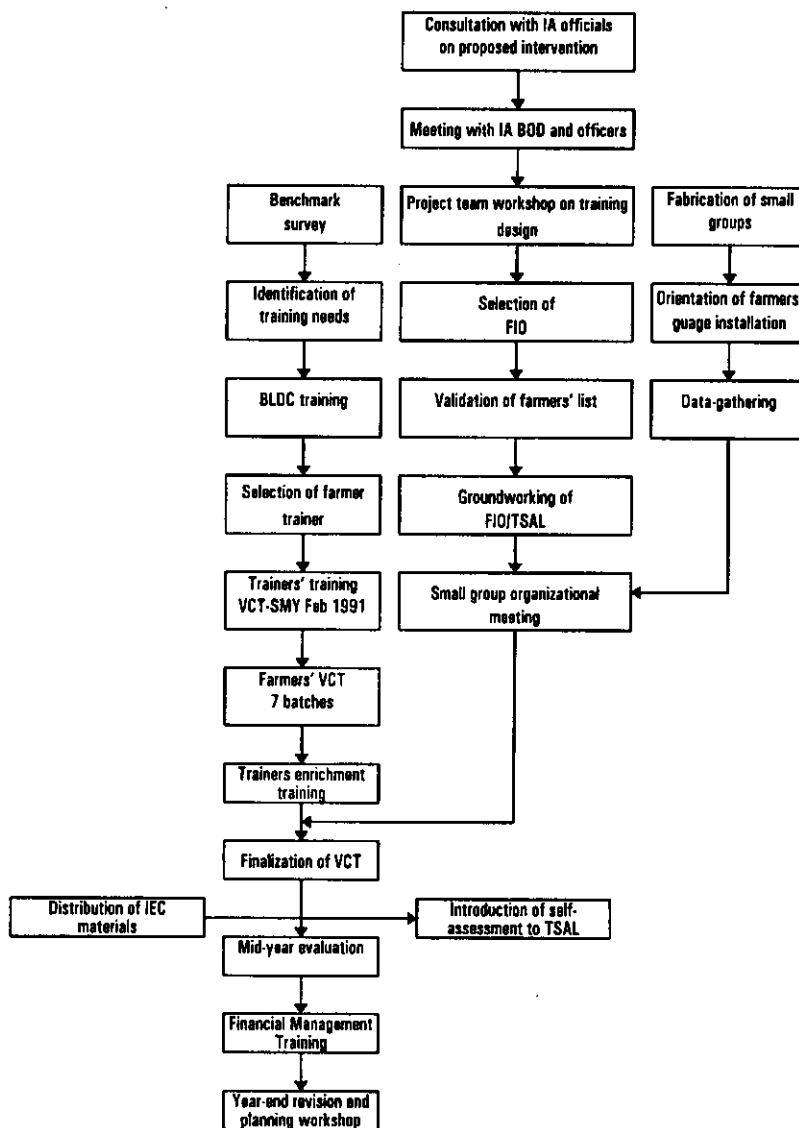 Consultation with IA officials
on proposed intervention
Meeting with IA BOD and officers
Benchmark
survey
Project team workshop on training
design
Fabrication of small
groups
Identification of
training needs
Selection of
FIO
Orientation of farmers
guage installation
BLDC training
Validation of farmers' list
Data-gathering
Selection of farmer
trainer
Groundworking of
FIO/TSAL
Trainers' training
VCT-SMY Feb 1991
Small group organizational
meeting
Farmers' VCT
7 batches
Trainers enrichment
training
Finalization of VCT
Distribution of IEC
materials
Introduction of self-
assessment to TSAL
Mid-year evaluation
Financial Management
Training
Year-end revision and
planning workshop